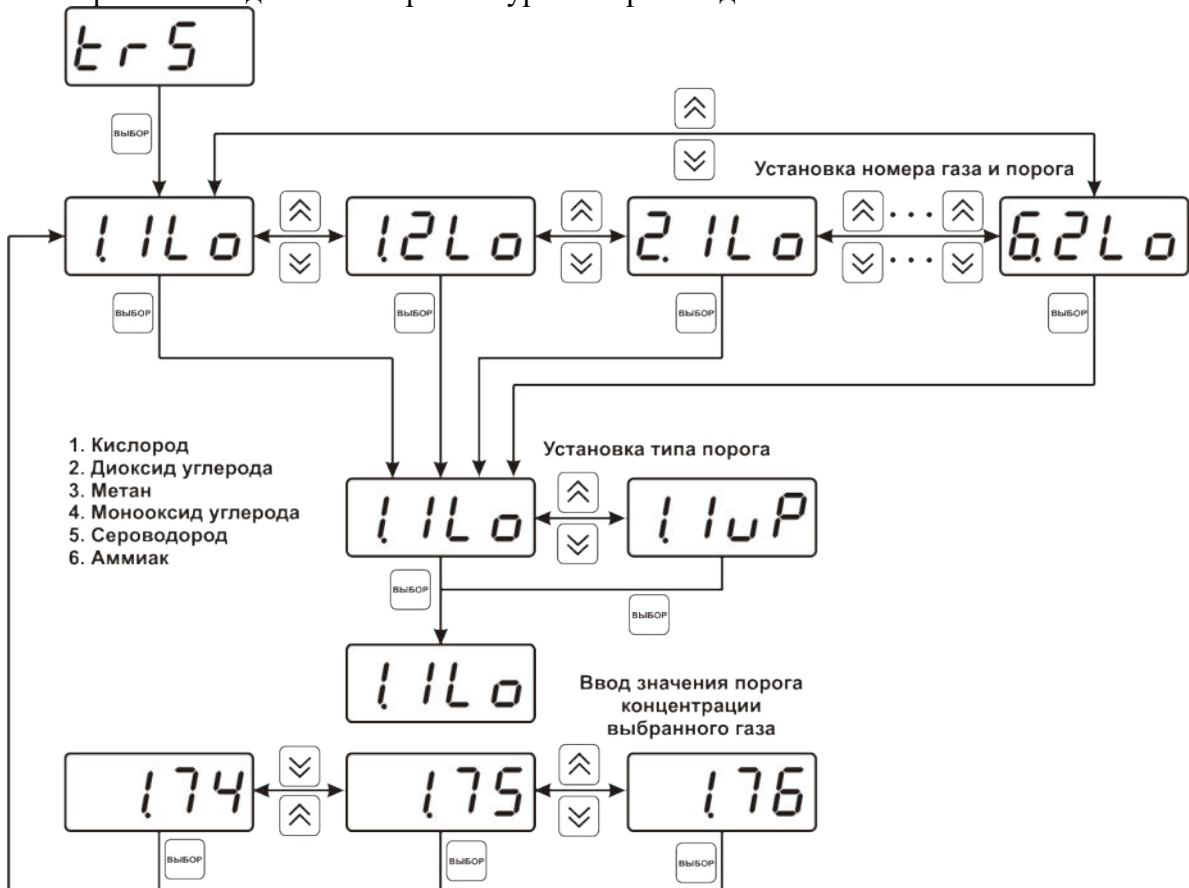 trS
ВЫБОР
Установка номера газа и порога
1.1Lo
1.2Lo
2.1Lo
. . .
6.2Lo
. . .
ВЫБОР
ВЫБОР
ВЫБОР
ВЫБОР
1. Кислород
2. Диоксид углерода
3. Метан
4. Монооксид углерода
5. Сероводород
6. Аммиак
Установка типа порога
1.1Lo
1.1uP
ВЫБОР
ВЫБОР
1.1Lo
Ввод значения порога
концентрации
выбранного газа
1.74
1.75
1.76
ВЫБОР
ВЫБОР
ВЫБОР